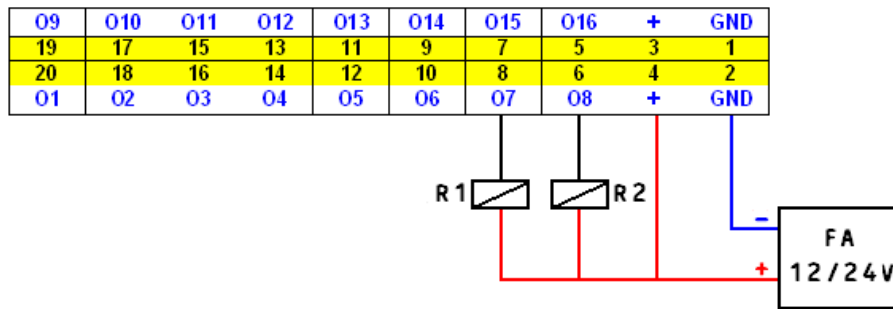 O9 O10 O11 O12 O13 O14 O15 O16 + GND
19 17 15 13 11 9 7 5 3 1
20 18 16 14 12 10 8 6 4 2
O1 O2 O3 O4 O5 O6 O7 O8 + GND
R1 R2
-
FA
+
12/24V